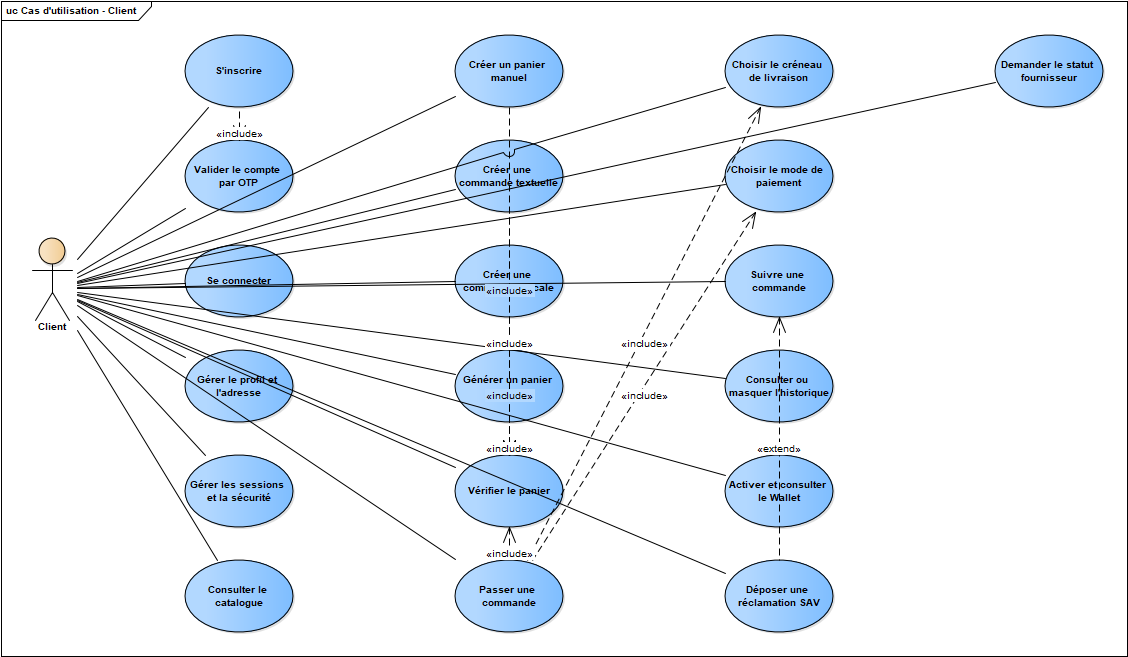 uc Cas d'utilisation - Client
S'inscrire
«include»
Valider le compte
par OTP
Se connecter
Gérer le profil et
l'adresse
Gérer les sessions
et la sécurité
Consulter le
catalogue
Client
Créer un panier
manuel
Créer une
commande textuelle
Créer une
«include»
cale
«include»
Générer un panier
«include»
«include»
Vérifier le panier
«include»
Passer une
commande
Choisir le créneau
de livraison
Choisir le mode de
paiement
Suivre une
commande
«include»
Consulter ou
masquer l'historique
«include»
«extend»
Activer et consulter
le Wallet
Déposer une
réclamation SAV
Demander le statut
fournisseur